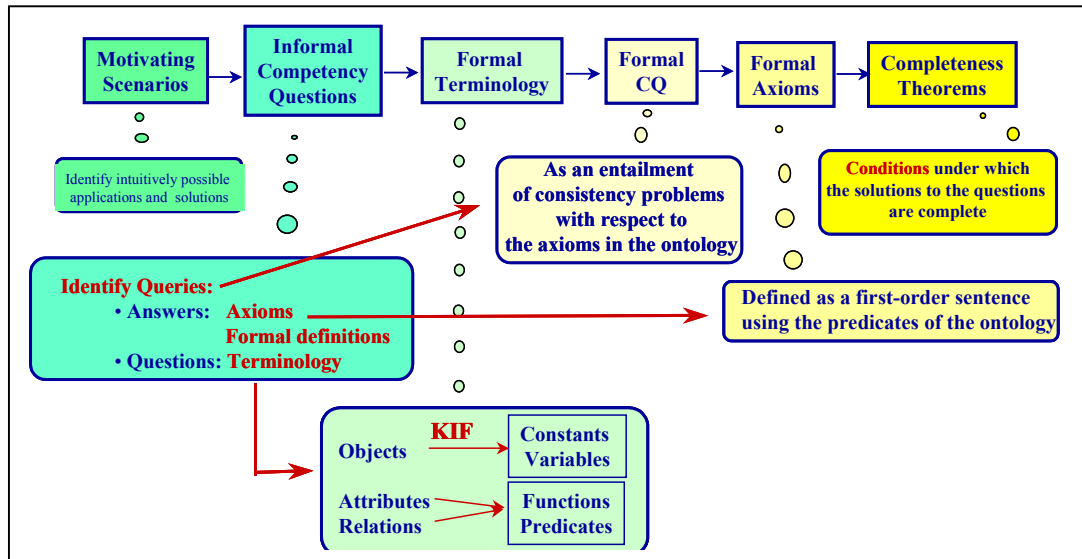 Motivating
Scenarios
Informal
Competency
Questions
Formal
Terminology
Formal
CQ
Formal
Axioms
Completeness
Theorems
Identify intuitively possible
applications and solutions
As an entailment
of consistency problems
with respect to
the axioms in the ontology
Conditions under which
the solutions to the questions
are complete
Identify Queries:
• Answers: Axioms
Formal definitions
• Questions: Terminology
Defined as a first-order sentence
using the predicates of the ontology
Objects
KIF
Constants
Variables
Attributes
Relations
Functions
Predicates